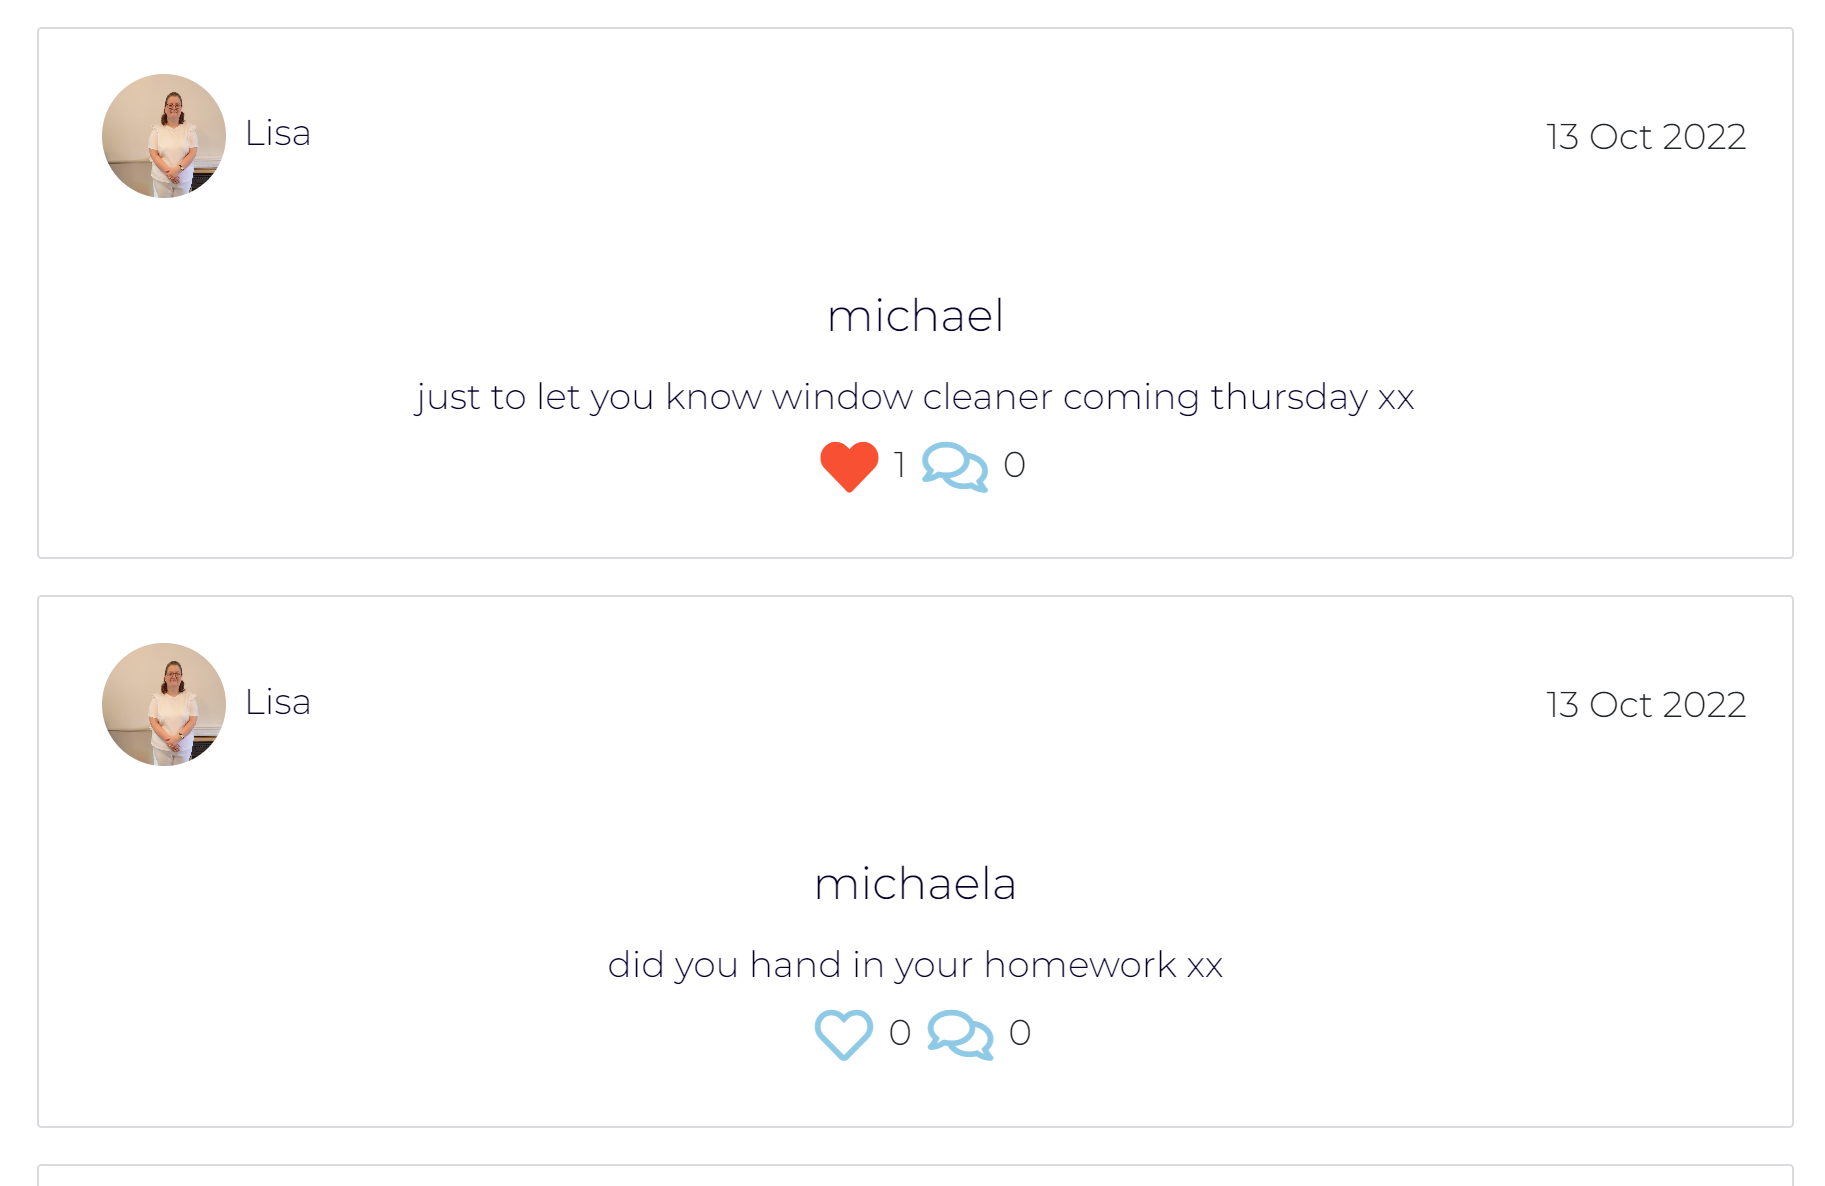 Lisa
13 Oct 2022
michael
just to let you know window cleaner coming thursday xx
1 0
Lisa
13 Oct 2022
michaela
did you hand in your homework xx
0 0